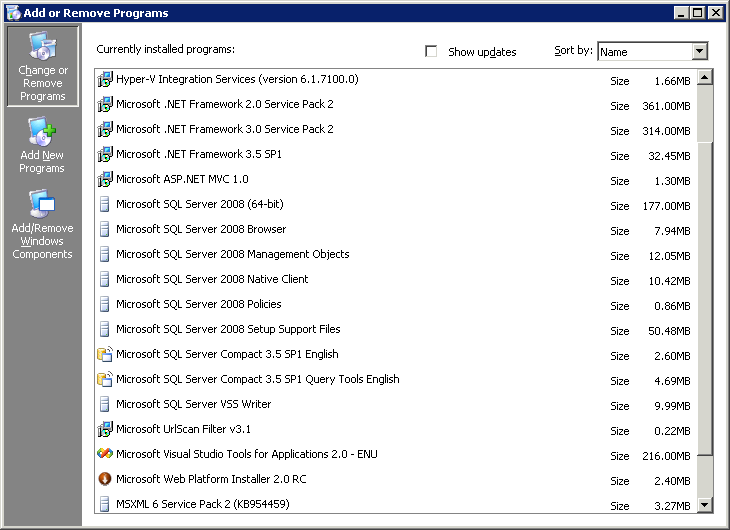 Add or Remove Programs
Change or
Remove
Programs
Add New
Programs
Add/Remove
Windows
Components
Currently installed programs:
Show updates
Sort by: Name
Hyper-V Integration Services (version 6.1.7100.0) Size 1.66MB
Microsoft .NET Framework 2.0 Service Pack 2 Size 361.00MB
Microsoft .NET Framework 3.0 Service Pack 2 Size 314.00MB
Microsoft .NET Framework 3.5 SP1 Size 32.45MB
Microsoft ASP.NET MVC 1.0 Size 1.30MB
Microsoft SQL Server 2008 (64-bit) Size 177.00MB
Microsoft SQL Server 2008 Browser Size 7.94MB
Microsoft SQL Server 2008 Management Objects Size 12.05MB
Microsoft SQL Server 2008 Native Client Size 10.42MB
Microsoft SQL Server 2008 Policies Size 0.86MB
Microsoft SQL Server 2008 Setup Support Files Size 50.48MB
Microsoft SQL Server Compact 3.5 SP1 English Size 2.60MB
Microsoft SQL Server Compact 3.5 SP1 Query Tools English Size 4.69MB
Microsoft SQL Server VSS Writer Size 9.99MB
Microsoft UrlScan Filter v3.1 Size 0.22MB
Microsoft Visual Studio Tools for Applications 2.0 - ENU Size 216.00MB
Microsoft Web Platform Installer 2.0 RC Size 2.40MB
MSXML 6 Service Pack 2 (KB954459) Size 3.27MB